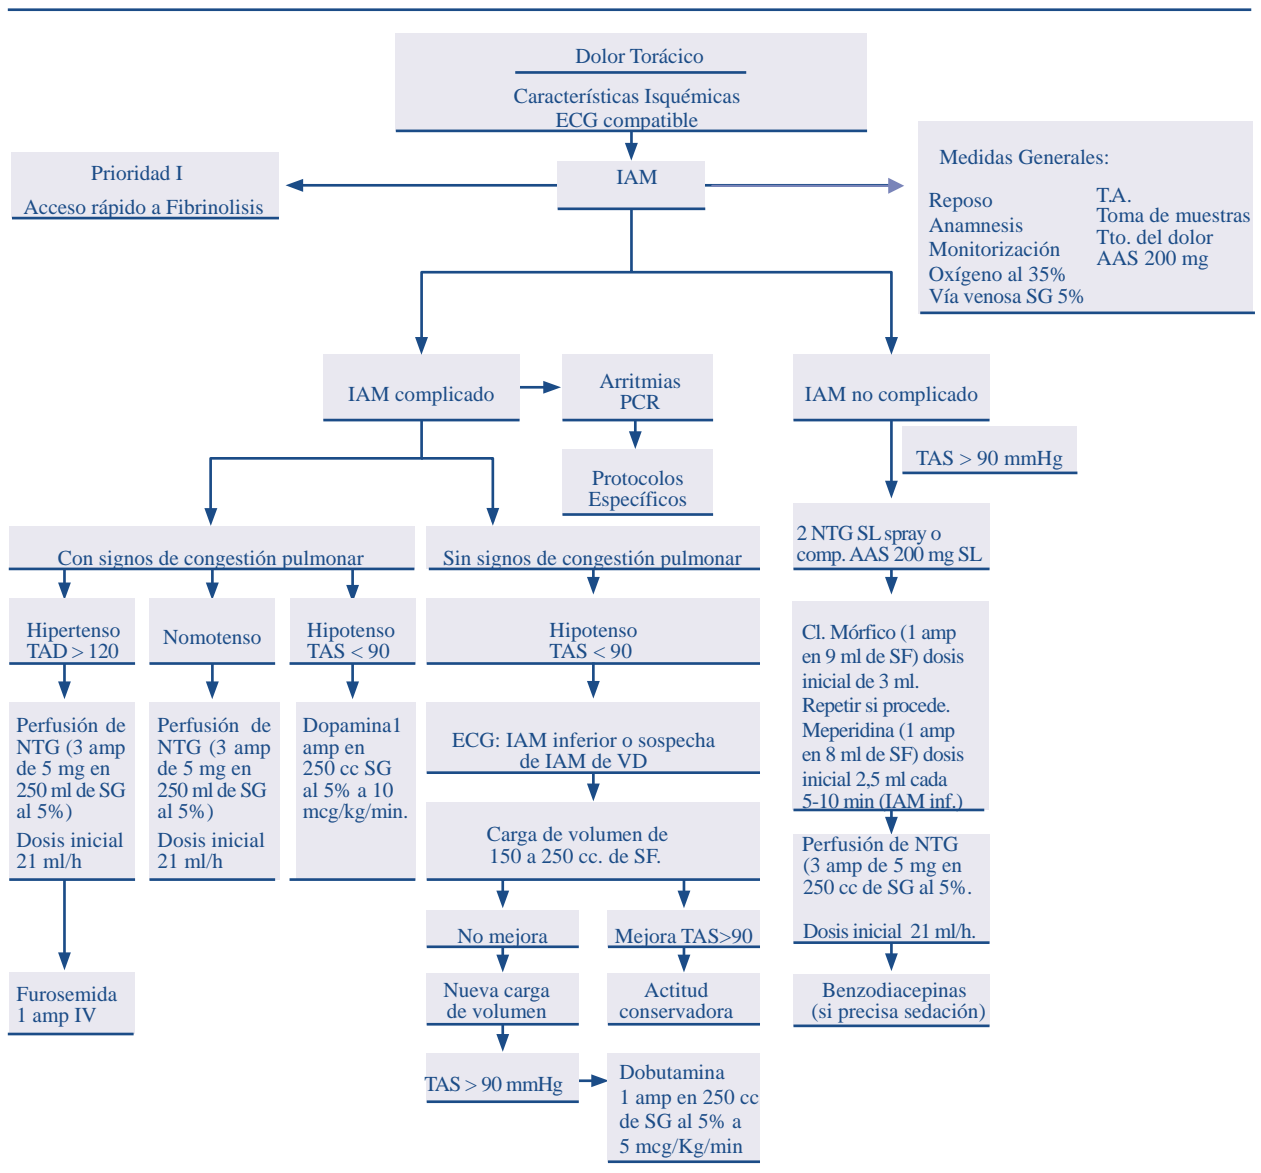 Dolor Torácico
Características Isquémicas
ECG compatible
Prioridad I
Acceso rápido a Fibrinolisis
IAM
Medidas Generales:
Reposo
Anamnesis
Monitorización
Oxígeno al 35%
Vía venosa SG 5%
T.A.
Toma de muestras
Tto. del dolor
AAS 200 mg
IAM complicado
Arritmias
PCR
Protocolos
Específicos
IAM no complicado
TAS > 90 mmHg
2 NTG SL spray o
comp. AAS 200 mg SL
Con signos de congestión pulmonar
Sin signos de congestión pulmonar
Hipertenso
TAD > 120
Nomotenso
Hipotenso
TAS < 90
Hipotenso
TAS < 90
Cl. Mórfico (1 amp
en 9 ml de SF) dosis
inicial de 3 ml.
Repetir si procede.
Meperidina (1 amp
en 8 ml de SF) dosis
inicial 2,5 ml cada
5-10 min (IAM inf.)
Perfusión de
NTG (3 amp
de 5 mg en
250 ml de SG
al 5%)
Dosis inicial
21 ml/h
Perfusión de
NTG (3 amp
de 5 mg en
250 ml de SG
al 5%)
Dosis inicial
21 ml/h
Dopamina1
amp en
250 cc SG
al 5% a 10
mcg/kg/min.
ECG: IAM inferior o sospecha
de IAM de VD
Carga de volumen de
150 a 250 cc. de SF.
Perfusión de NTG
(3 amp de 5 mg en
250 cc de SG al 5%.
Dosis inicial 21 ml/h.
No mejora
Mejora TAS>90
Furosemida
1 amp IV
Nueva carga
de volumen
Actitud
conservadora
Benzodiacepinas
(si precisa sedación)
TAS > 90 mmHg
Dobutamina
1 amp en 250 cc
de SG al 5% a
5 mcg/Kg/min